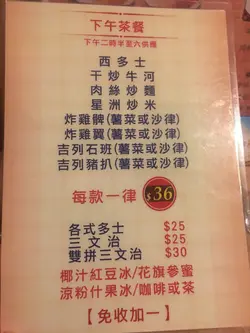 下午茶餐
下午二時半至六供應
西多士
干炒牛河
肉絲炒麵
星洲炒米
炸雞髀(薯菜或沙律)
炸雞翼(薯菜或沙律)
吉列石班(薯菜或沙律)
吉列豬扒(薯菜或沙律)
每款一律 $36
各式多士 $25
三文治 $25
雙拼三文治 $30
椰汁紅豆冰/花旗參蜜
涼粉什果冰/咖啡或茶
【免收加一】